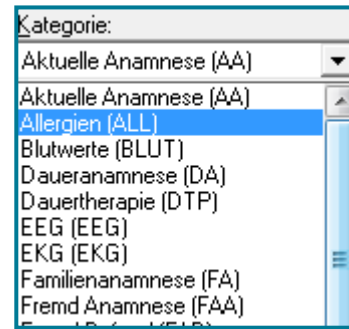 Kategorie:
Aktuelle Anamnese (AA)
Aktuelle Anamnese (AA)
Allergien (ALL)
Blutwerte (BLUT)
Daueranamnese (DA)
Dauertherapie (DTP)
EEG (EEG)
EKG (EKG)
Familienanamnese (FA)
Fremd Anamnese (FAA)